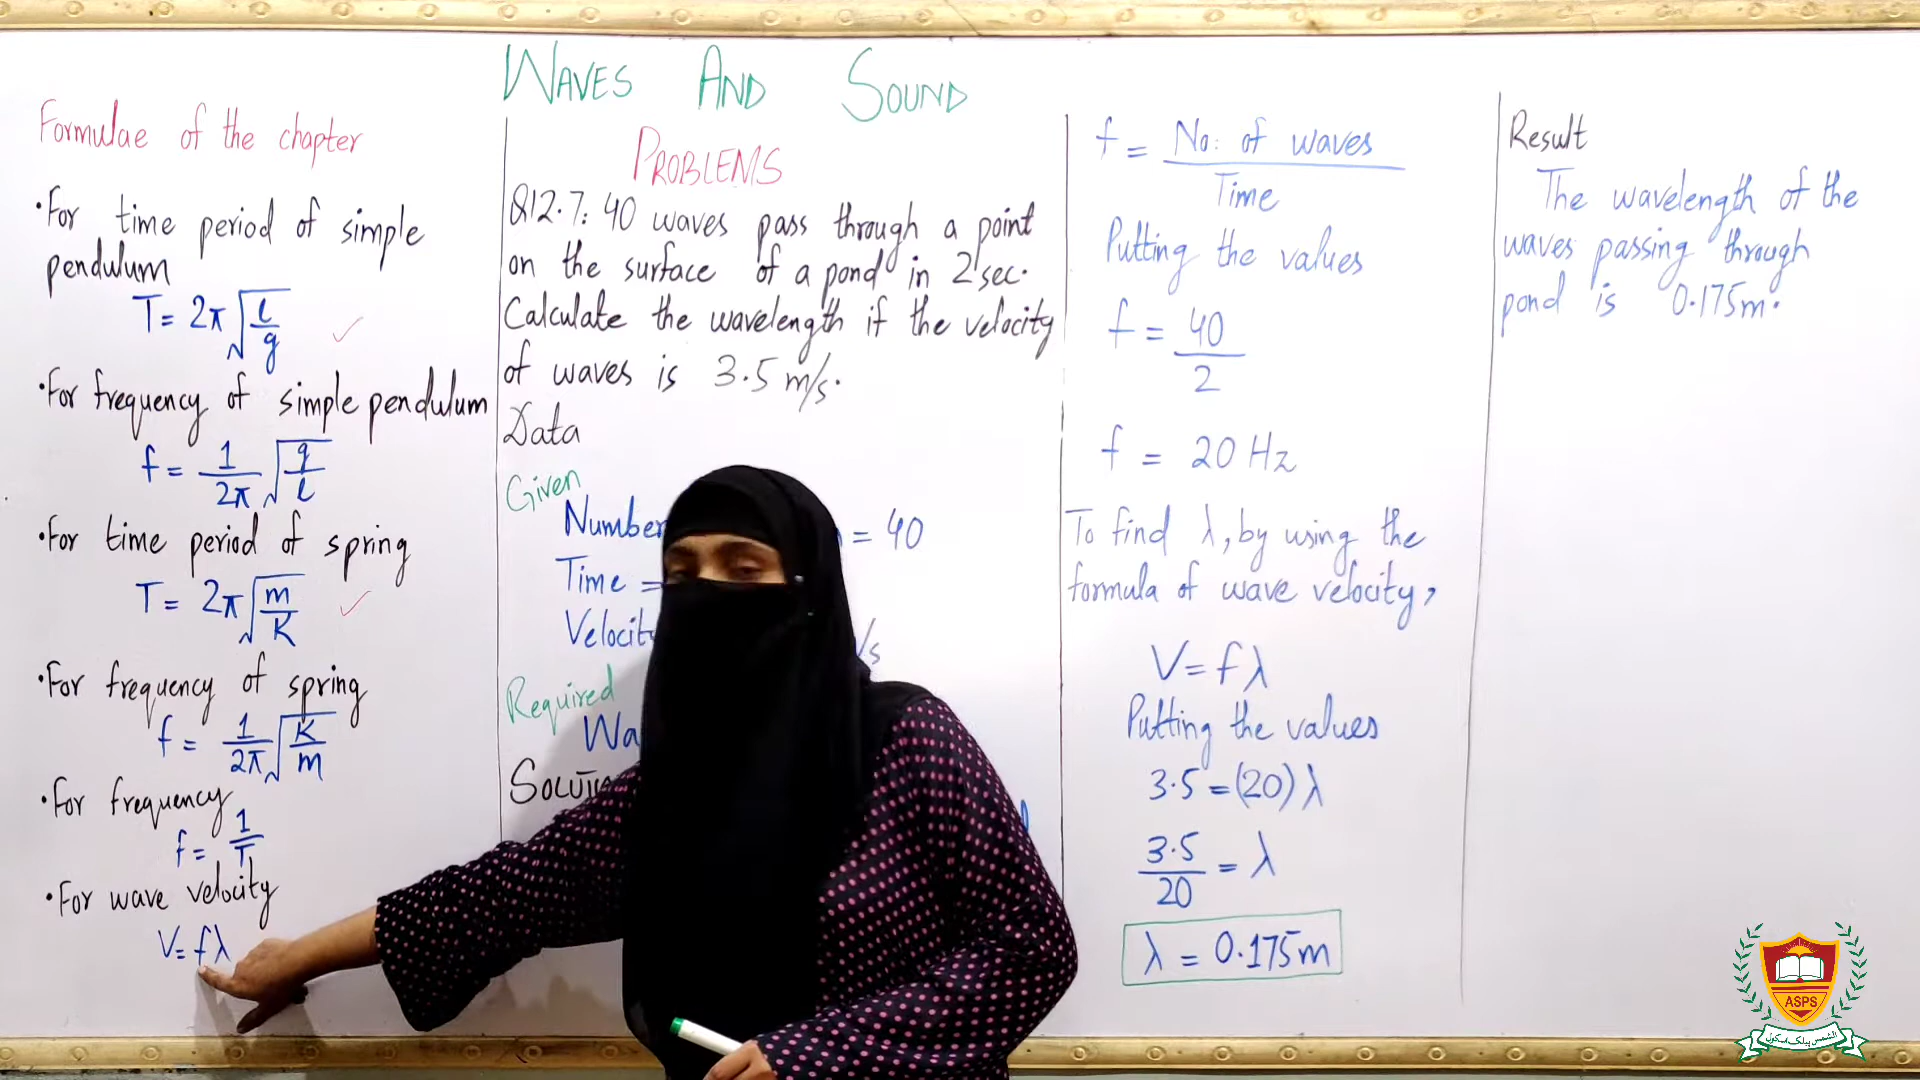 WAVES AND SOUND
Formulae of the chapter
•For time period of simple
pendulum
T= 2π√l/g
•For frequency of simple pendulum
f = 1/2π √g/l
•For time period of spring
T= 2π√m/K
•For frequency of spring
f = 1/2π √K/m
•For frequency
f = 1/T
•For wave velocity
V=fλ
PROBLEMS
Q12.7: 40 waves pass through a point
on the surface of a pond in 2 sec.
Calculate the wavelength if the velocity
of waves is 3.5 m/s.
Data
Given
Number = 40
Time =
/s
Required
f = No: of waves
Time
Putting the values
f = 40
2
f = 20 Hz
To find λ, by using the
formula of wave velocity,
V= fλ
Putting the values
3.5 =(20)λ
3.5/20 = λ
λ = 0.175m
Result
The wavelength of the
waves passing through
pond is 0.175m.
ASPS